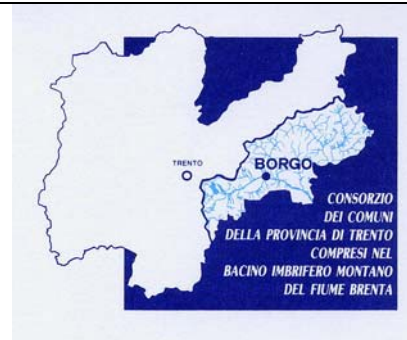 TRENTO
BORGO
CONSORZIO
DEI COMUNI
DELLA PROVINCIA DI TRENTO
COMPRESI NEL
BACINO IMBRIFERO MONTANO
DEL FIUME BRENTA